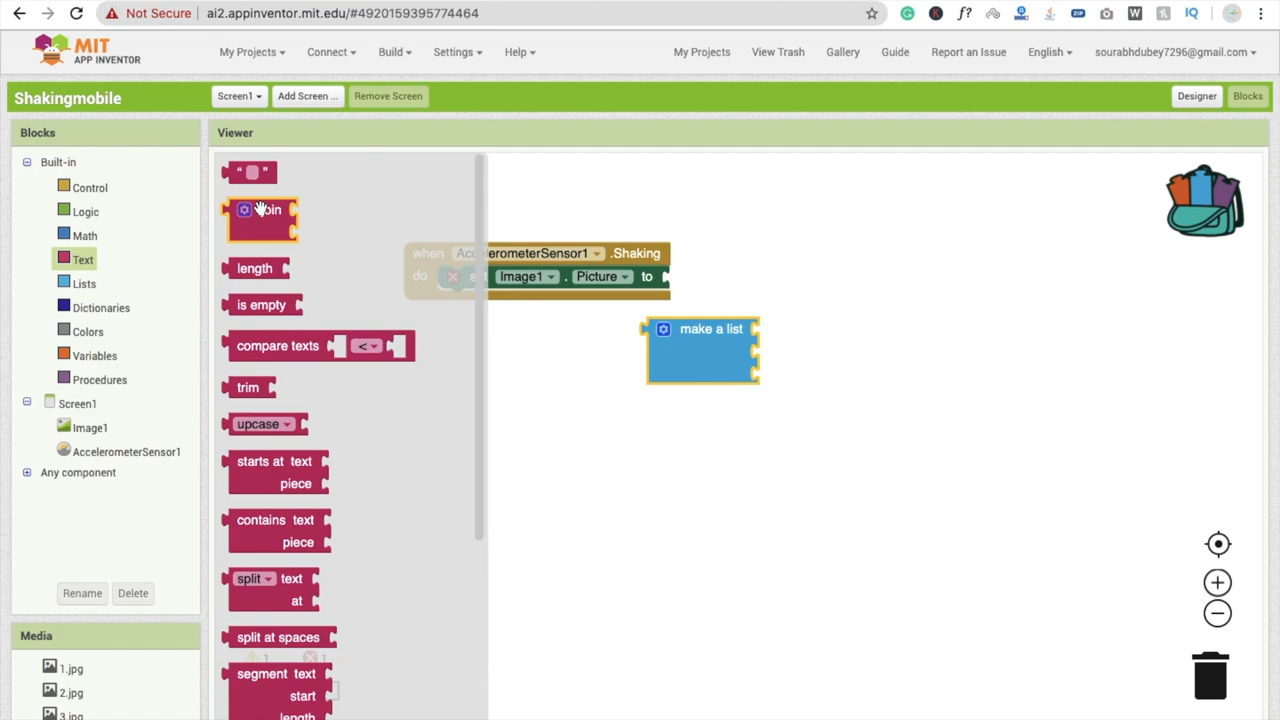 Not Secure ai2.appinventor.mit.edu/#4920159395774464
MIT
APP INVENTOR
My Projects Connect Build Settings Help My Projects View Trash Gallery Guide Report an Issue English sourabhdubey7296@gmail.com
Shakingmobile Screen1 Add Screen ... Remove Screen Designer Blocks
Blocks
Viewer
Built-in
Control
Logic
Math
Text
Lists
Dictionaries
Colors
Variables
Procedures
Screen1
Image1
AccelerometerSensor1
Any component
Rename Delete
Media
1.jpg
2.jpg
3.jpg
" "
length
is empty
compare texts <
trim
upcase
starts at text
piece
contains text
piece
split text
at
split at spaces
segment text
start
length
when AccelerometerSensor1 .Shaking
do set Image1 . Picture to
make a list